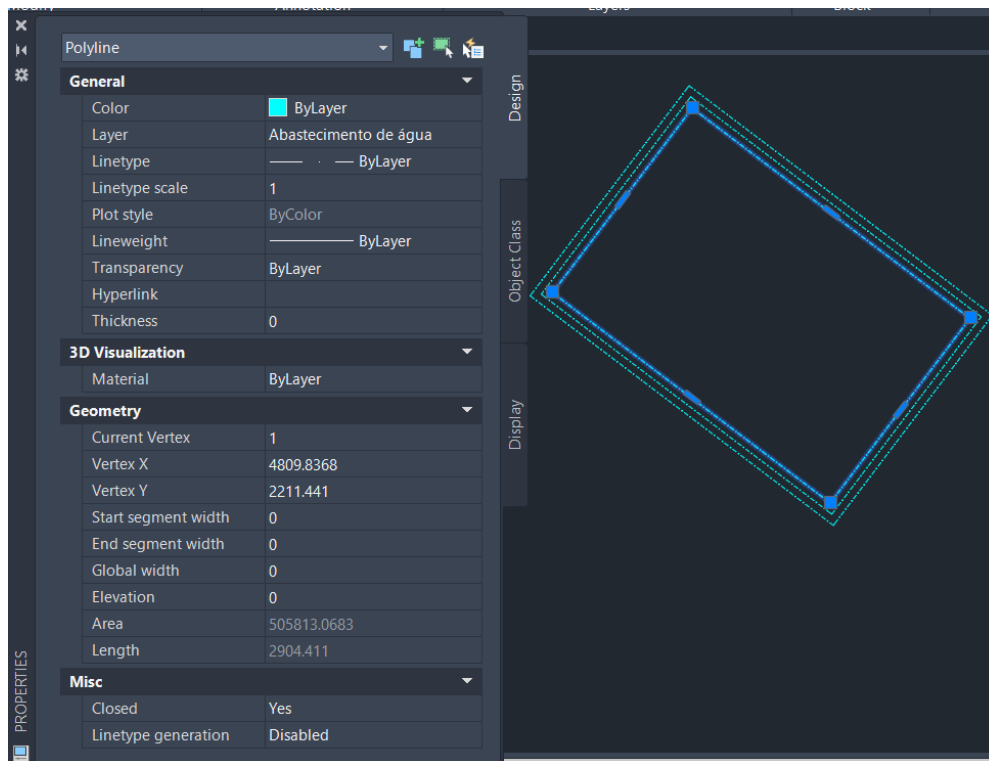 Polyline
General
Color ByLayer
Layer Abastecimento de água
Linetype ByLayer
Linetype scale 1
Plot style ByColor
Lineweight ByLayer
Transparency ByLayer
Hyperlink
Thickness 0
3D Visualization
Material ByLayer
Geometry
Current Vertex 1
Vertex X 4809.8368
Vertex Y 2211.441
Start segment width 0
End segment width 0
Global width 0
Elevation 0
Area 505813.0683
Length 2904.411
Misc
Closed Yes
Linetype generation Disabled
PROPERTIES
Design
Object Class
Display